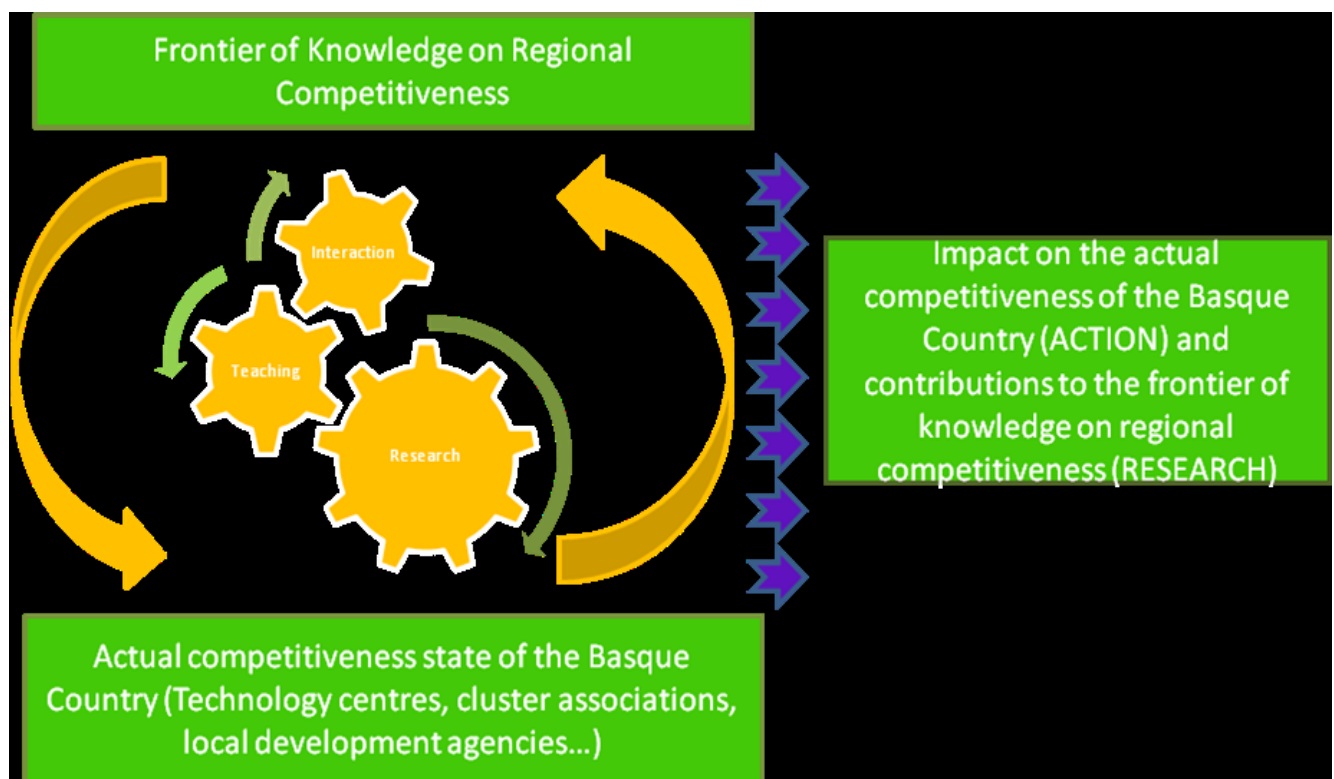 Frontier of Knowledge on Regional
Competitiveness
Interaction
Teaching
Research
Impact on the actual
competitiveness of the Basque
Country (ACTION) and
contributions to the frontier of
knowledge on regional
competitiveness (RESEARCH)
Actual competitiveness state of the Basque
Country (Technology centres, cluster associations,
local development agencies...)